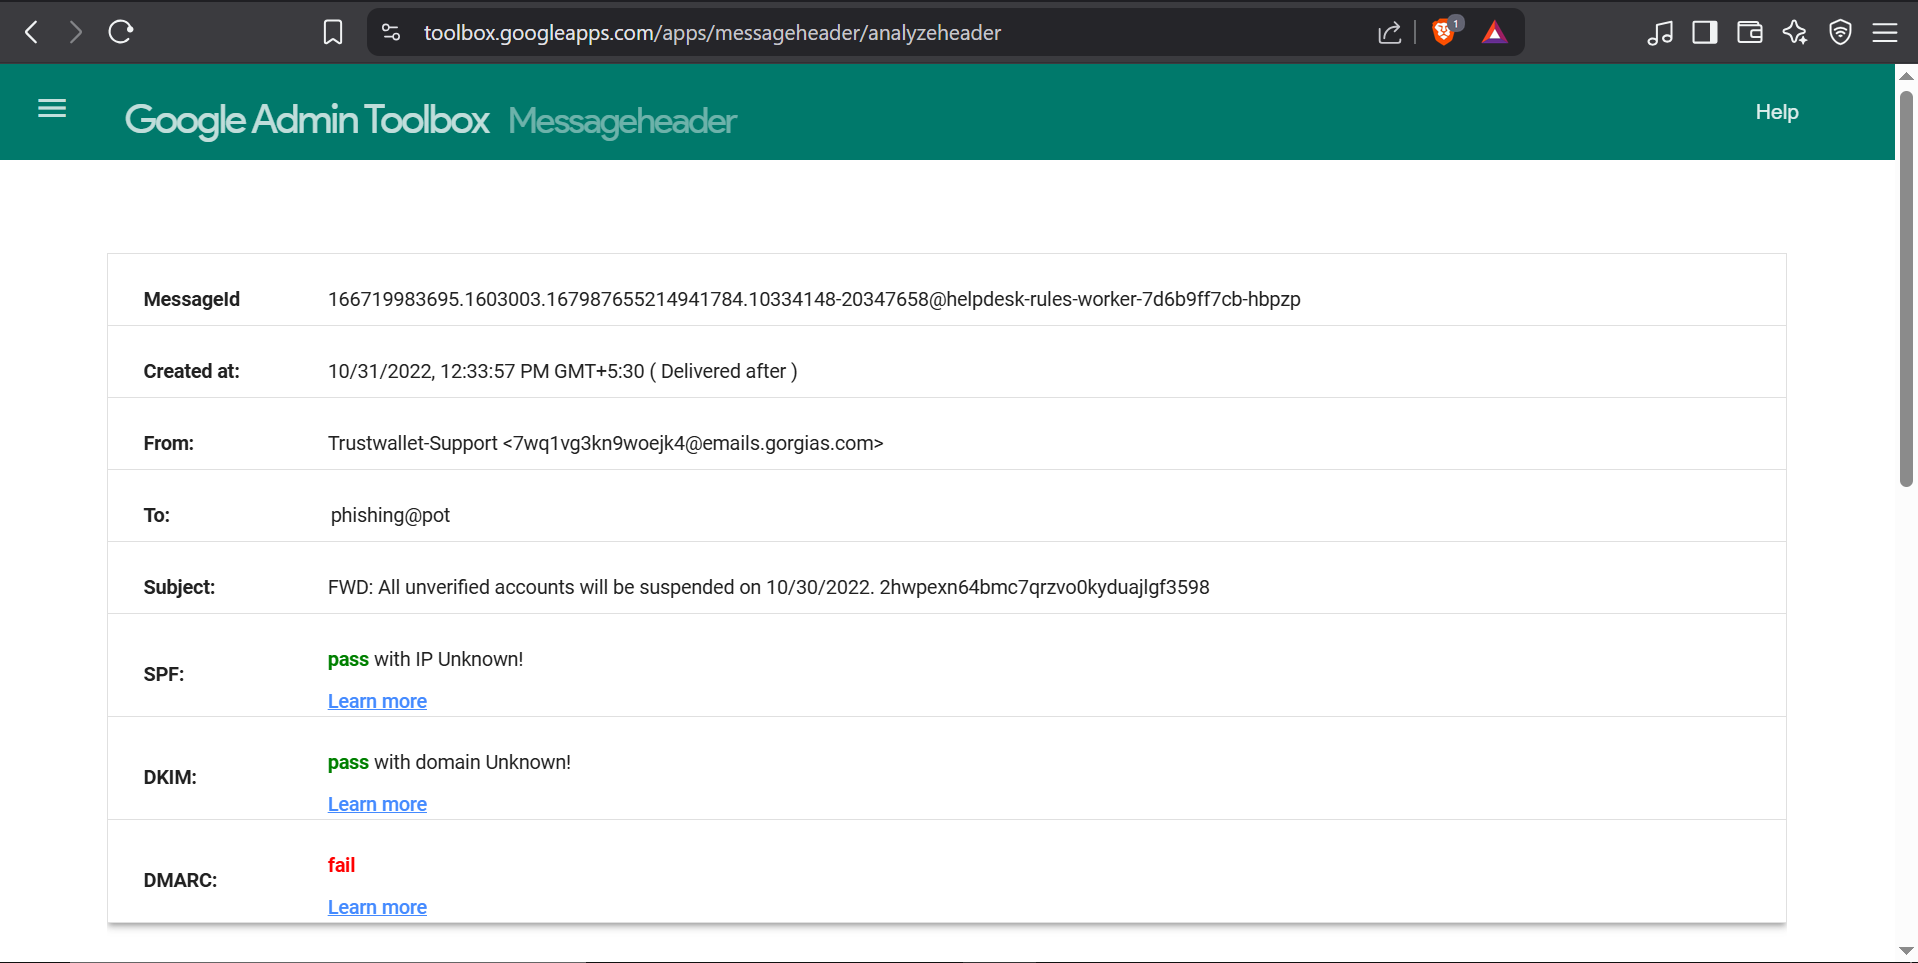 toolbox.googleapps.com/apps/messageheader/analyzeheader
1
Google Admin Toolbox Messageheader
Help
MessageId 166719983695.1603003.167987655214941784.10334148-20347658@helpdesk-rules-worker-7d6b9ff7cb-hbpzp
Created at: 10/31/2022, 12:33:57 PM GMT+5:30 ( Delivered after )
From: Trustwallet-Support <7wq1vg3kn9woejk4@emails.gorgias.com>
To: phishing@pot
Subject: FWD: All unverified accounts will be suspended on 10/30/2022. 2hwpexn64bmc7qrzvo0kyduajlgf3598
SPF: pass with IP Unknown!
Learn more
DKIM: pass with domain Unknown!
Learn more
DMARC: fail
Learn more